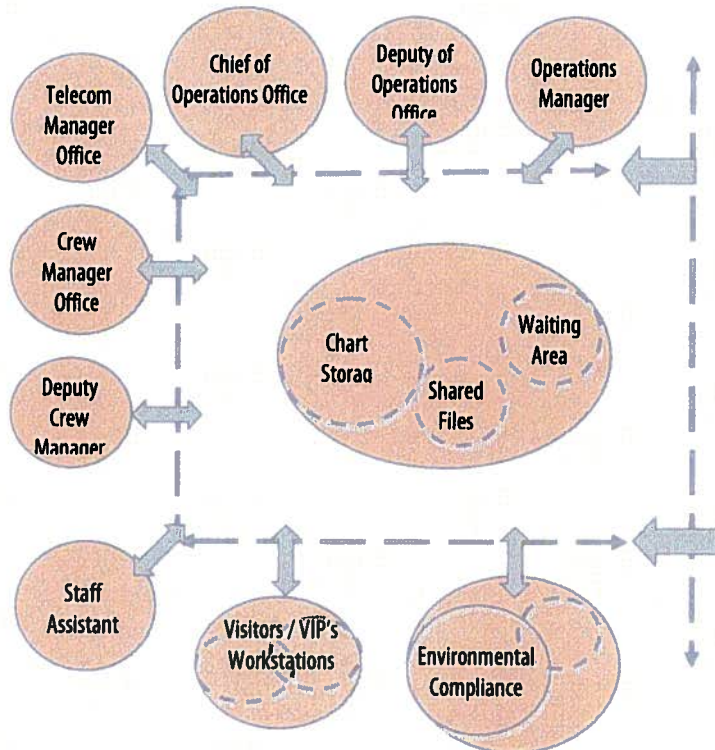 Telecom
Manager
Office
Chief of
Operations Office
Deputy of
Operations
Office
Operations
Manager
Crew
Manager
Office
Deputy
Crew
Manager
Chart
Storag
Shared
Files
Waiting
Area
Staff
Assistant
Visitors / VIP's
Workstations
Environmental
Compliance